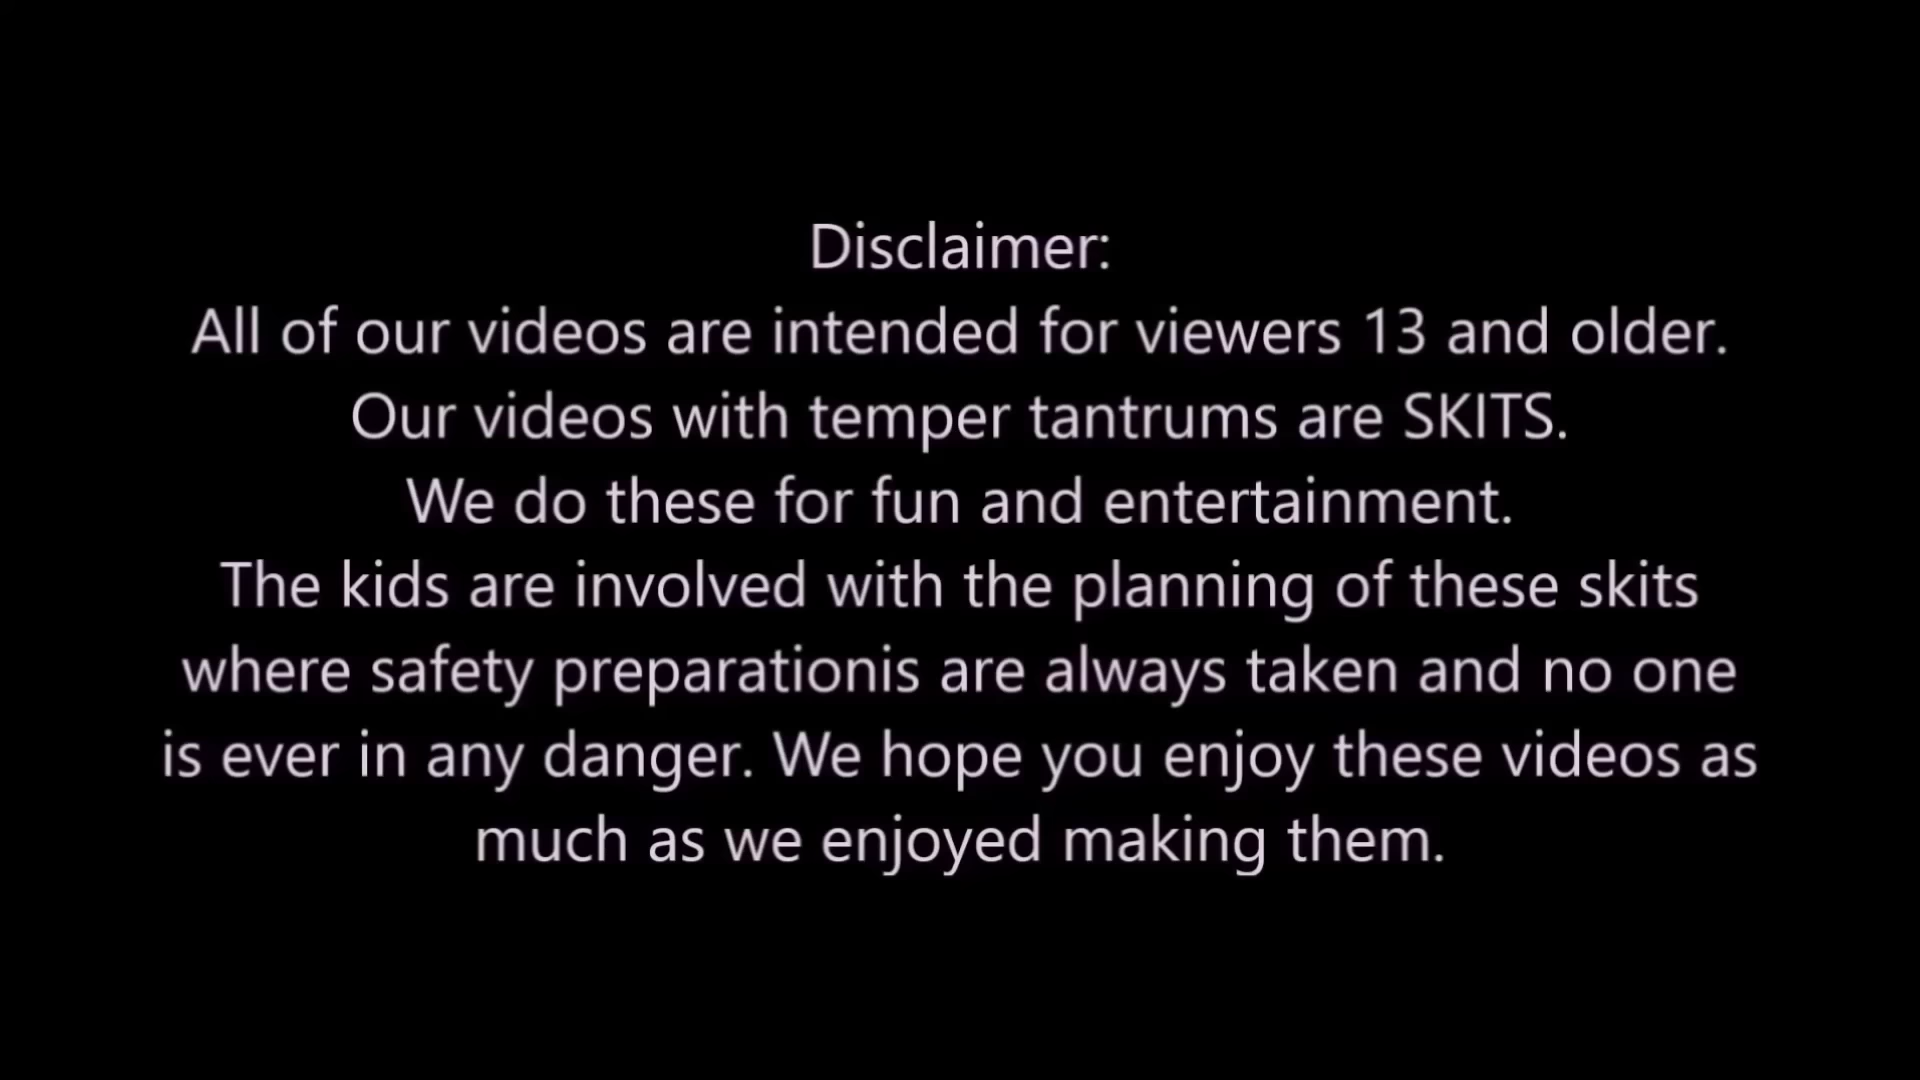 Disclaimer:
All of our videos are intended for viewers 13 and older.
Our videos with temper tantrums are SKITS.
We do these for fun and entertainment.
The kids are involved with the planning of these skits
where safety preparationis are always taken and no one
is ever in any danger. We hope you enjoy these videos as
much as we enjoyed making them.